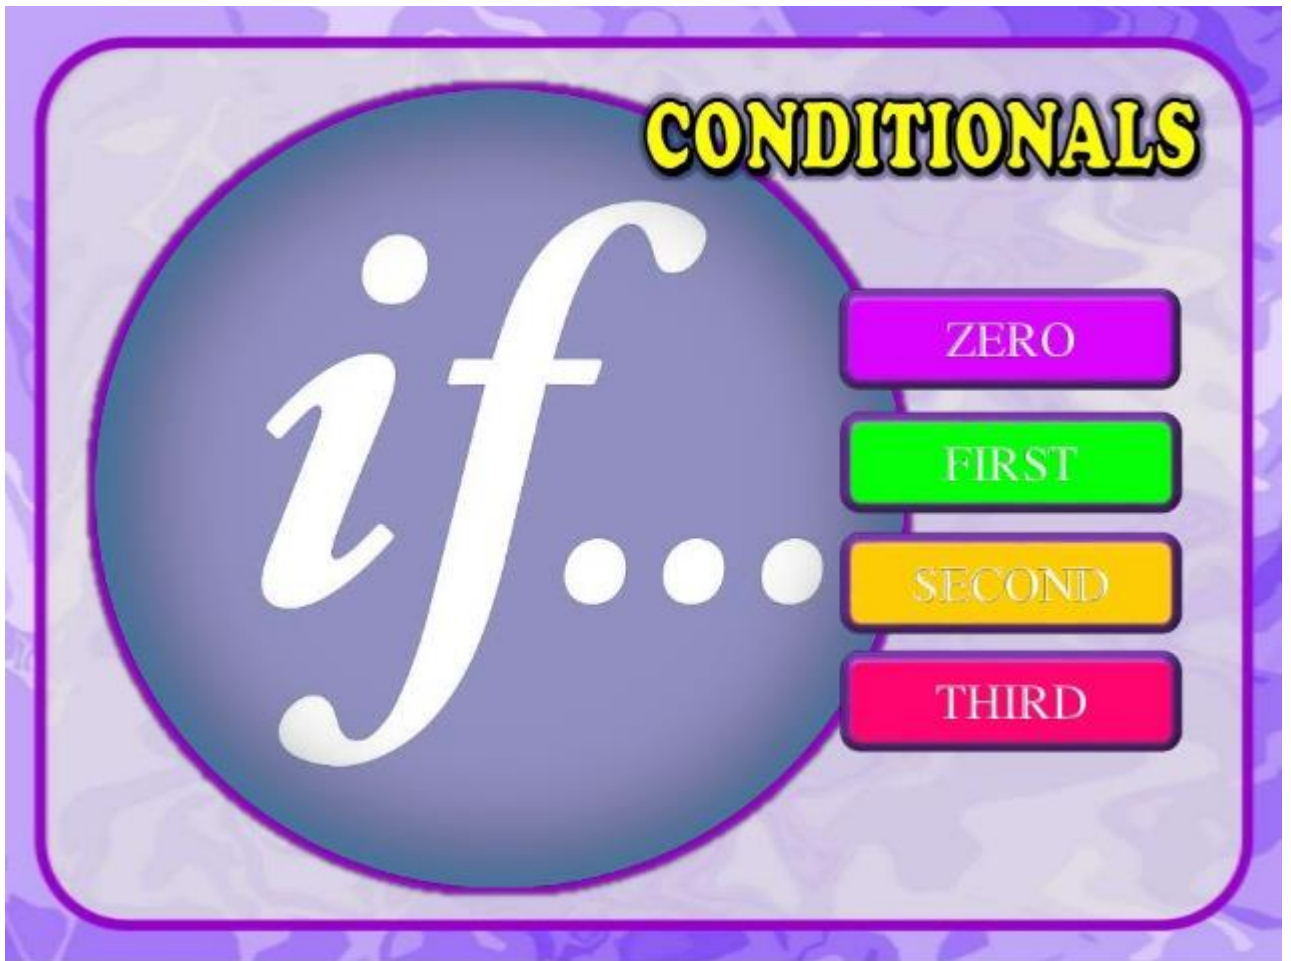 CONDITIONALS
if...
ZERO
FIRST
SECOND
THIRD